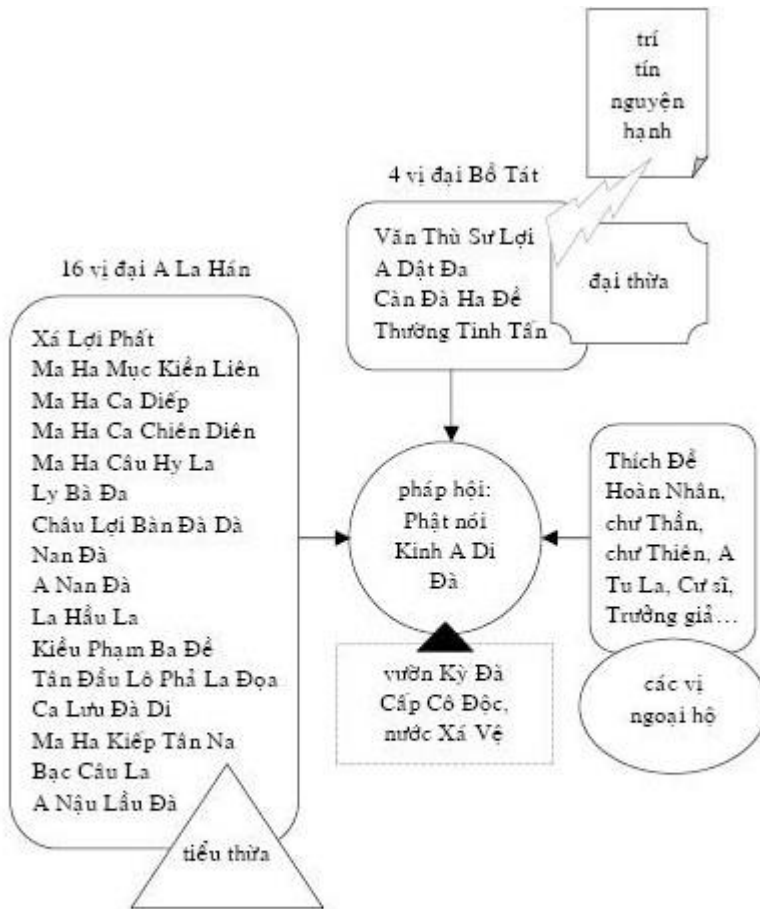 trí
tín
nguyện
hạnh
4 vị đại Bồ Tát
Văn Thù Sư Lợi
A Dật Đa
Càn Đà Ha Đề
Thường Tinh Tấn
đại thừa
16 vị đại A La Hán
Xá Lợi Phất
Ma Ha Mục Kiền Liên
Ma Ha Ca Diếp
Ma Ha Ca Chiên Diên
Ma Ha Câu Hy La
Ly Bà Đa
Châu Lợi Bàn Đà Dà
Nan Đà
A Nan Đà
La Hầu La
Kiều Phạm Ba Đề
Tân Đầu Lô Phả La Đọa
Ca Lưu Đà Di
Ma Ha Kiếp Tân Na
Bạc Câu La
A Nậu Lầu Đà
tiểu thừa
pháp hội:
Phật nói
Kinh A Di
Đà
vườn Kỳ Đà
Cấp Cô Độc,
nước Xá Vệ
Thích Đề
Hoàn Nhân,
chư Thần,
chư Thiên, A
Tu La, Cư sĩ,
Trưởng giả…
các vị
ngoại hộ